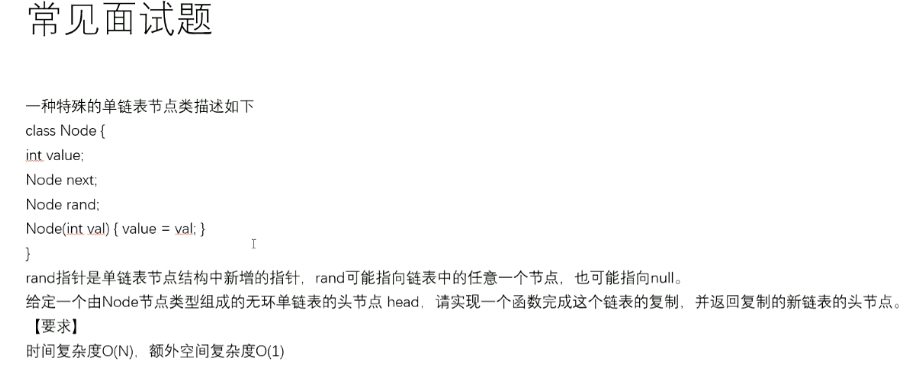 常见面试题
一种特殊的单链表节点类描述如下
class Node {
int value;
Node next;
Node rand;
Node(int val) { value = val; }
}
rand指针是单链表节点结构中新增的指针，rand可能指向链表中的任意一个节点，也可能指向null。
给定一个由Node节点类型组成的无环单链表的头节点 head，请实现一个函数完成这个链表的复制，并返回复制的新链表的头节点。
【要求】
时间复杂度O(N)，额外空间复杂度O(1)